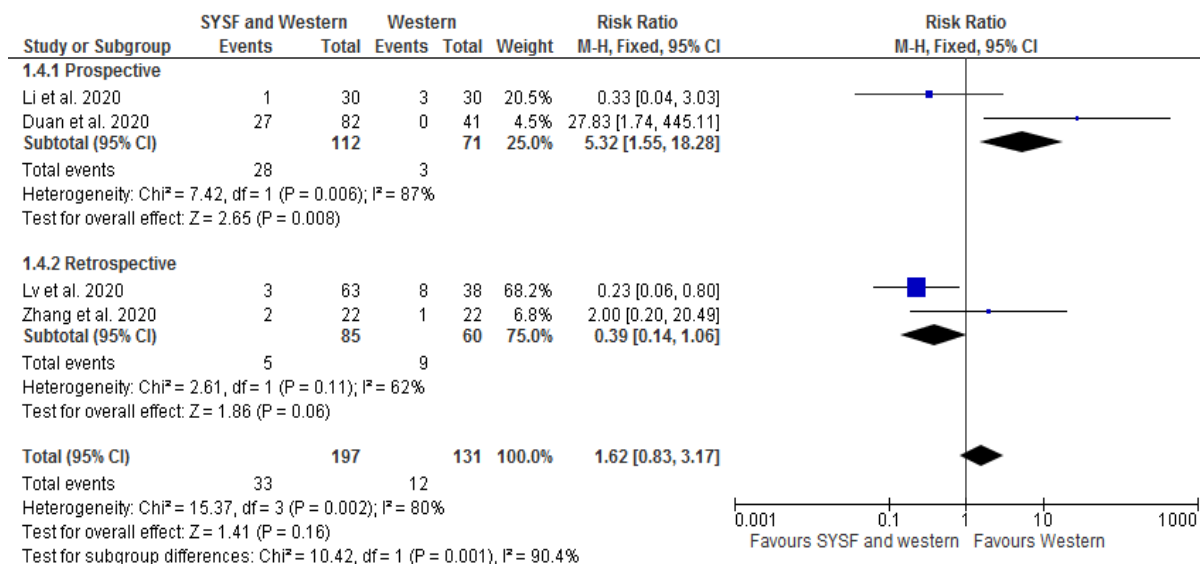 SYSF and Western Western Risk Ratio Risk Ratio
Study or Subgroup Events Total Events Total Weight M-H, Fixed, 95% CI M-H, Fixed, 95% CI
1.4.1 Prospective
Li et al. 2020 1 30 3 30 20.5% 0.33 [0.04, 3.03]
Duan et al. 2020 27 82 0 41 4.5% 27.83 [1.74, 445.11]
Subtotal (95% CI) 112 71 25.0% 5.32 [1.55, 18.28]
Total events 28 3
Heterogeneity: Chi² = 7.42, df = 1 (P = 0.006); I² = 87%
Test for overall effect: Z = 2.65 (P = 0.008)
1.4.2 Retrospective
Lv et al. 2020 3 63 8 38 68.2% 0.23 [0.06, 0.80]
Zhang et al. 2020 2 22 1 22 6.8% 2.00 [0.20, 20.49]
Subtotal (95% CI) 85 60 75.0% 0.39 [0.14, 1.06]
Total events 5 9
Heterogeneity: Chi² = 2.61, df = 1 (P = 0.11); I² = 62%
Test for overall effect: Z = 1.86 (P = 0.06)
Total (95% CI) 197 131 100.0% 1.62 [0.83, 3.17]
Total events 33 12
Heterogeneity: Chi² = 15.37, df = 3 (P = 0.002); I² = 80%
Test for overall effect: Z = 1.41 (P = 0.16)
Test for subgroup differences: Chi² = 10.42, df = 1 (P = 0.001), I² = 90.4%
0.001 0.1 1 10 1000
Favours SYSF and western Favours Western